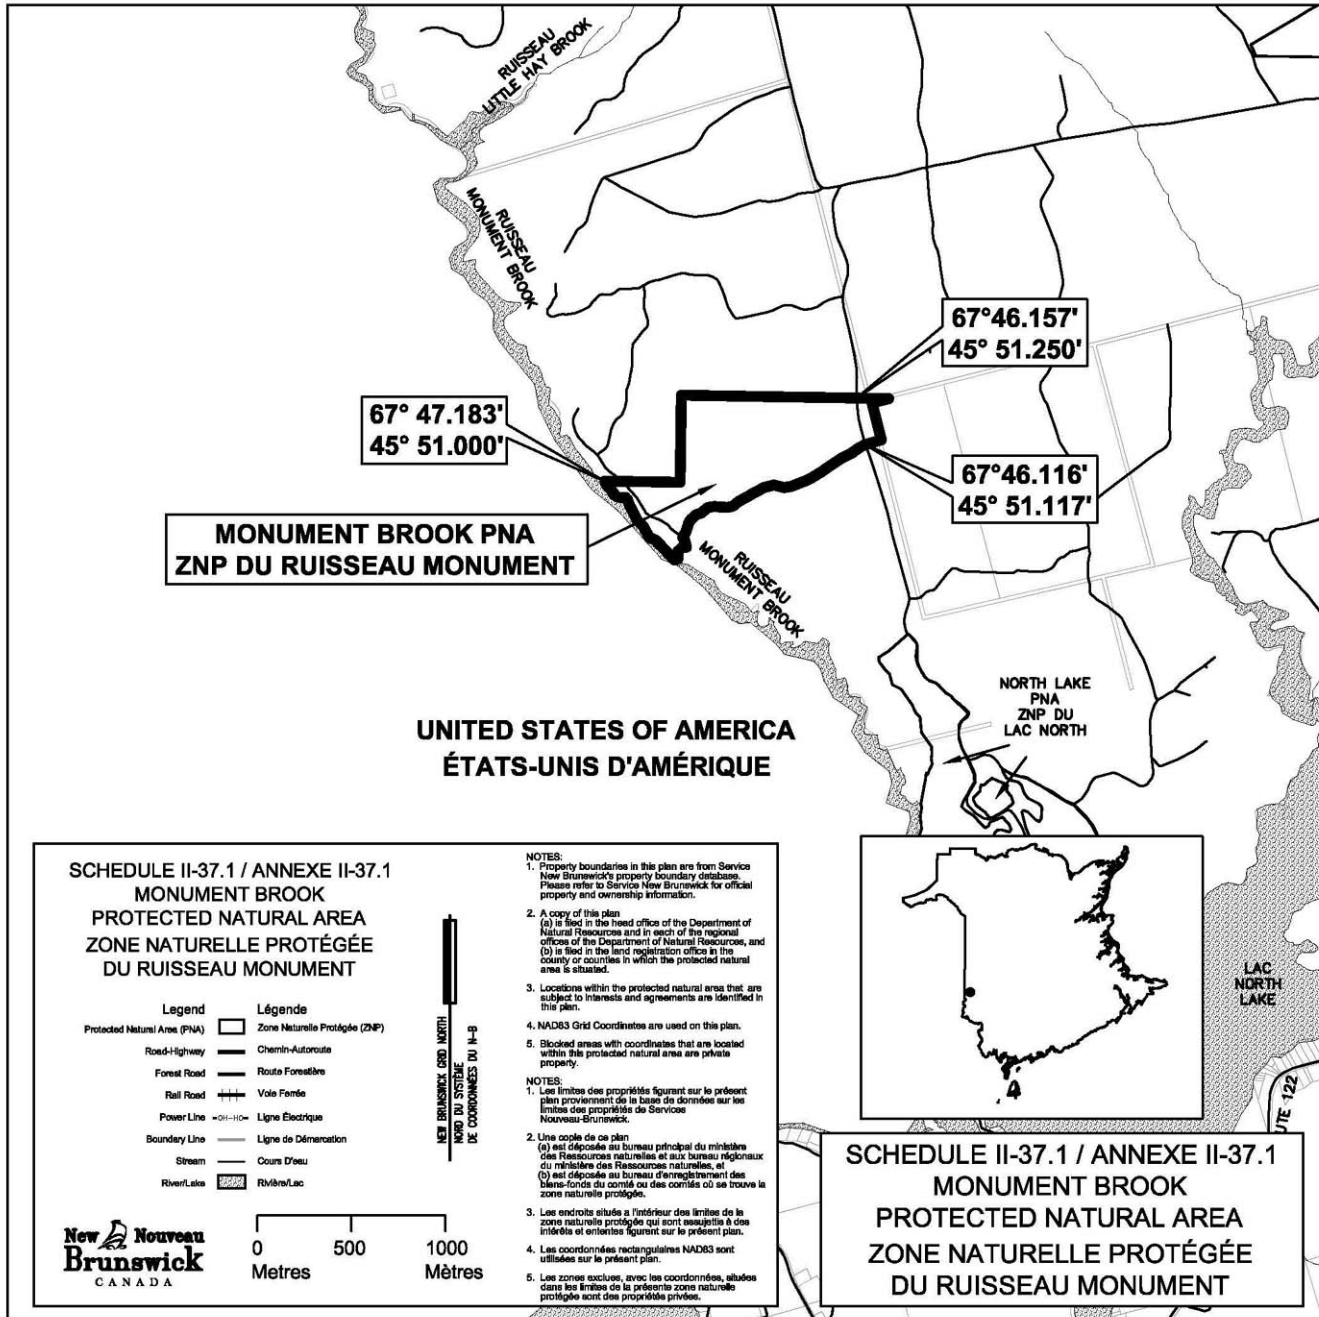 RUISSEAU
LITTLE HAY BROOK
RUISSEAU
MONUMENT BROOK
67°46.157'
45° 51.250'
67° 47.183'
45° 51.000'
67°46.116'
45° 51.117'
MONUMENT BROOK PNA
ZNP DU RUISSEAU MONUMENT
RUISSEAU
MONUMENT BROOK
NORTH LAKE
PNA
ZNP DU
LAC NORTH
UNITED STATES OF AMERICA
ÉTATS-UNIS D'AMÉRIQUE
LAC
NORTH
LAKE
UTE 122
SCHEDULE II-37.1 / ANNEXE II-37.1
MONUMENT BROOK
PROTECTED NATURAL AREA
ZONE NATURELLE PROTÉGÉE
DU RUISSEAU MONUMENT
Legend Légende
Protected Natural Area (PNA) Zone Naturelle Protégée (ZNP)
Road-Highway Chemin-Autoroute
Forest Road Route Forestière
Rail Road Voie Ferrée
Power Line -OH-HO- Ligne Électrique
Boundary Line Ligne de Démarcation
Stream Cours D'eau
River/Lake Rivière/Lac
NEW BRUNSWICK GRID NORTH
NORD DU SYSTÈME
DE COORDONNÉES DU N-B
New Nouveau
Brunswick
CANADA
0 500 1000
Metres Mètres
NOTES:
1. Property boundaries in this plan are from Service
New Brunswick's property boundary database.
Please refer to Service New Brunswick for official
property and ownership information.
2. A copy of this plan
(a) is filed in the head office of the Department of
Natural Resources and in each of the regional
offices of the Department of Natural Resources, and
(b) is filed in the land registration office in the
county or counties in which the protected natural
area is situated.
3. Locations within the protected natural area that are
subject to interests and agreements are identified in
this plan.
4. NAD83 Grid Coordinates are used on this plan.
5. Blocked areas with coordinates that are located
within this protected natural area are private
property.
NOTES:
1. Les limites des propriétés figurant sur le présent
plan proviennent de la base de données sur les
limites des propriétés de Services
Nouveau-Brunswick.
2. Une copie de ce plan
(a) est déposée au bureau principal du ministère
des Ressources naturelles et aux bureau régionaux
du ministère des Ressources naturelles, et
(b) est déposée au bureau d'enregistrement des
biens-fonds du comté ou des comtés où se trouve la
zone naturelle protégée.
3. Les endroits situés a l'intérieur des limites de la
zone naturelle protégée qui sont assujettis à des
intérêts et ententes figurant sur le présent plan.
4. Les coordonnées rectangulaires NAD83 sont
utilisées sur le présent plan.
5. Les zones exclues, avec les coordonnées, situées
dans les limites de la présente zone naturelle
protégée sont des propriétés privées.
SCHEDULE II-37.1 / ANNEXE II-37.1
MONUMENT BROOK
PROTECTED NATURAL AREA
ZONE NATURELLE PROTÉGÉE
DU RUISSEAU MONUMENT